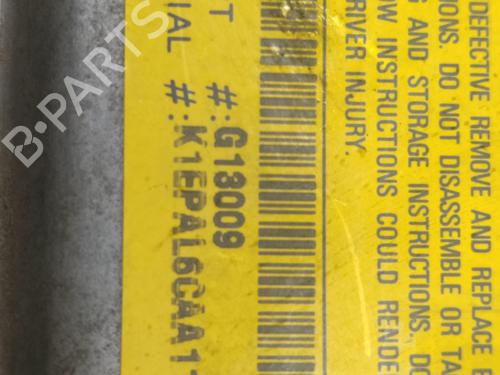 DEFECTIVE REMOVE AND REPLACE E
IONS. DO NOT DISASSEMBLE OR TA
G AND STORAGE INSTRUCTIONS. DO
OW INSTRUCTIONS COULD RENDE
RIVER INJURY.
T #:G13009
IAL #:K1EPAL6CAA1
B-PARTS